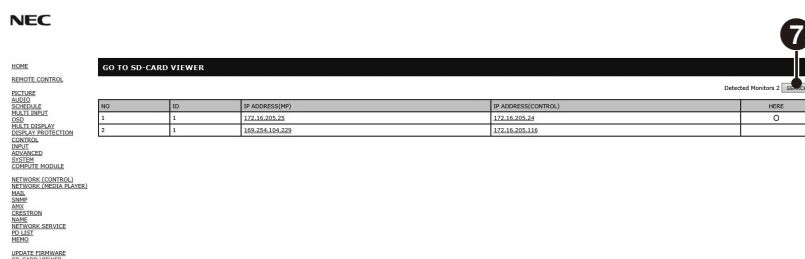 NEC
7
HOME
REMOTE CONTROL
PICTURE
AUDIO
SCHEDULE
MULTI INPUT
OSD
MULTI DISPLAY
DISPLAY PROTECTION
CONTROL
INPUT
ADVANCED
SYSTEM
COMPUTE MODULE
NETWORK (CONTROL)
NETWORK (MEDIA PLAYER)
MAIL
SNMP
AMX
CRESTRON
NAME
NETWORK SERVICE
PD LIST
MEMO
UPDATE FIRMWARE
SD-CARD VIEWER
GO TO SD-CARD VIEWER
Detected Monitors 2
NO ID IP ADDRESS(MP) IP ADDRESS(CONTROL) HERE
1 1 172.16.205.25 172.16.205.24 O
2 1 169.254.104.229 172.16.205.116